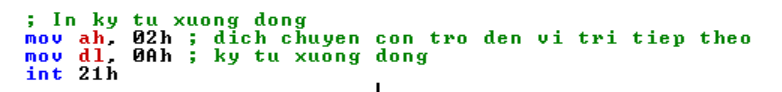 ; In ky tu xuong dong
mov ah, 02h ; dich chuyen con tro den vi tri tiep theo
mov dl, 0Ah ; ky tu xuong dong
int 21h